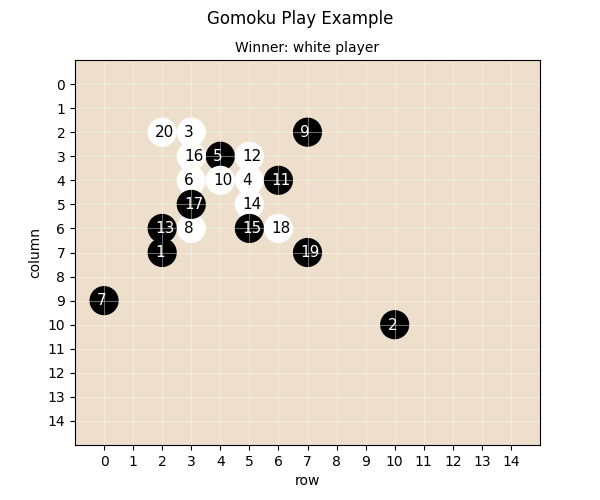 Gomoku Play Example
Winner: white player
0
1
2 20 3 9
3 16 5 12
4 6 10 4 11
5 17 14
6 13 8 15 18
7 1 19
8
9 7
10 2
11
12
13
14
column
0 1 2 3 4 5 6 7 8 9 10 11 12 13 14
row